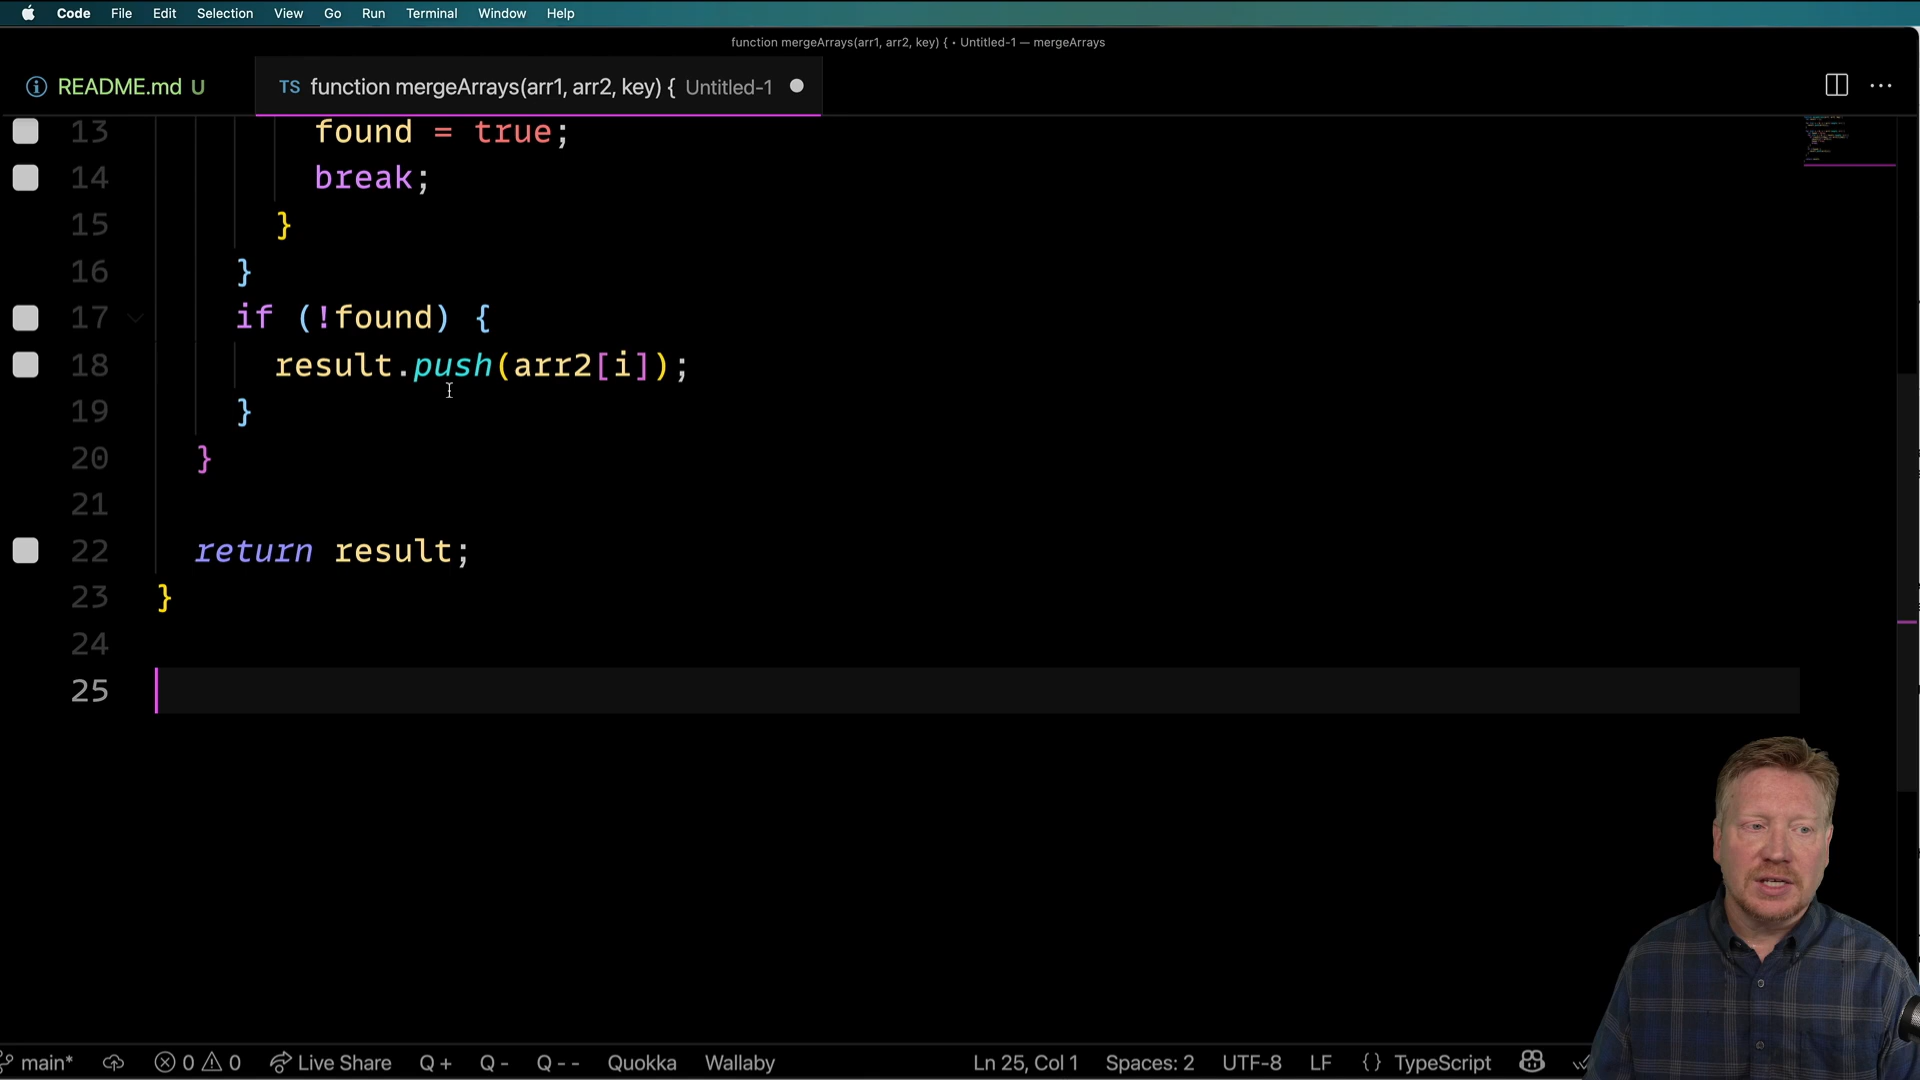 Code File Edit Selection View Go Run Terminal Window Help
function mergeArrays(arr1, arr2, key) { • Untitled-1 — mergeArrays
README.md U TS function mergeArrays(arr1, arr2, key) { Untitled-1
13 found = true;
14 break;
15 }
16 }
17 if (!found) {
18 result.push(arr2[i]);
19 }
20 }
21
22 return result;
23 }
24
25
main* 0 0 Live Share Q + Q - Q -- Quokka Wallaby Ln 25, Col 1 Spaces: 2 UTF-8 LF {} TypeScript